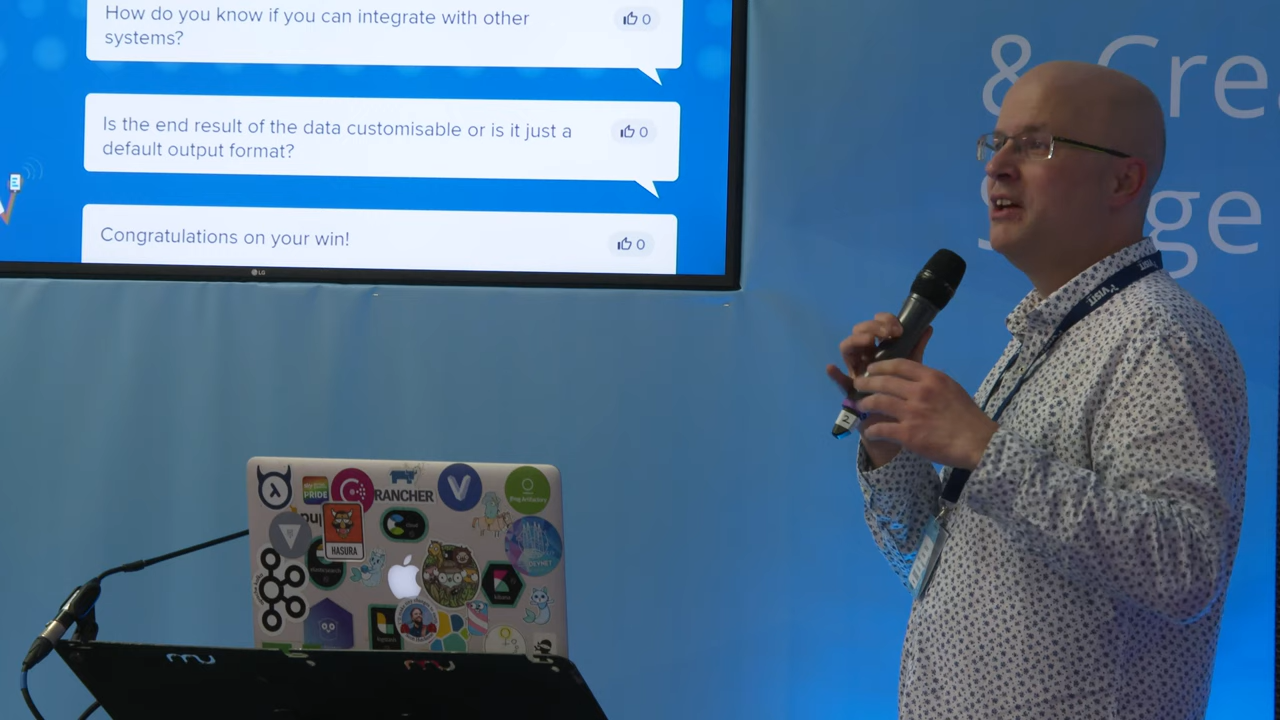 How do you know if you can integrate with other
systems?
0
Is the end result of the data customisable or is it just a
default output format?
0
Congratulations on your win!
0
LG
& Cre
ge
VISIT
2
PRIDE
RANCHER
HASURA